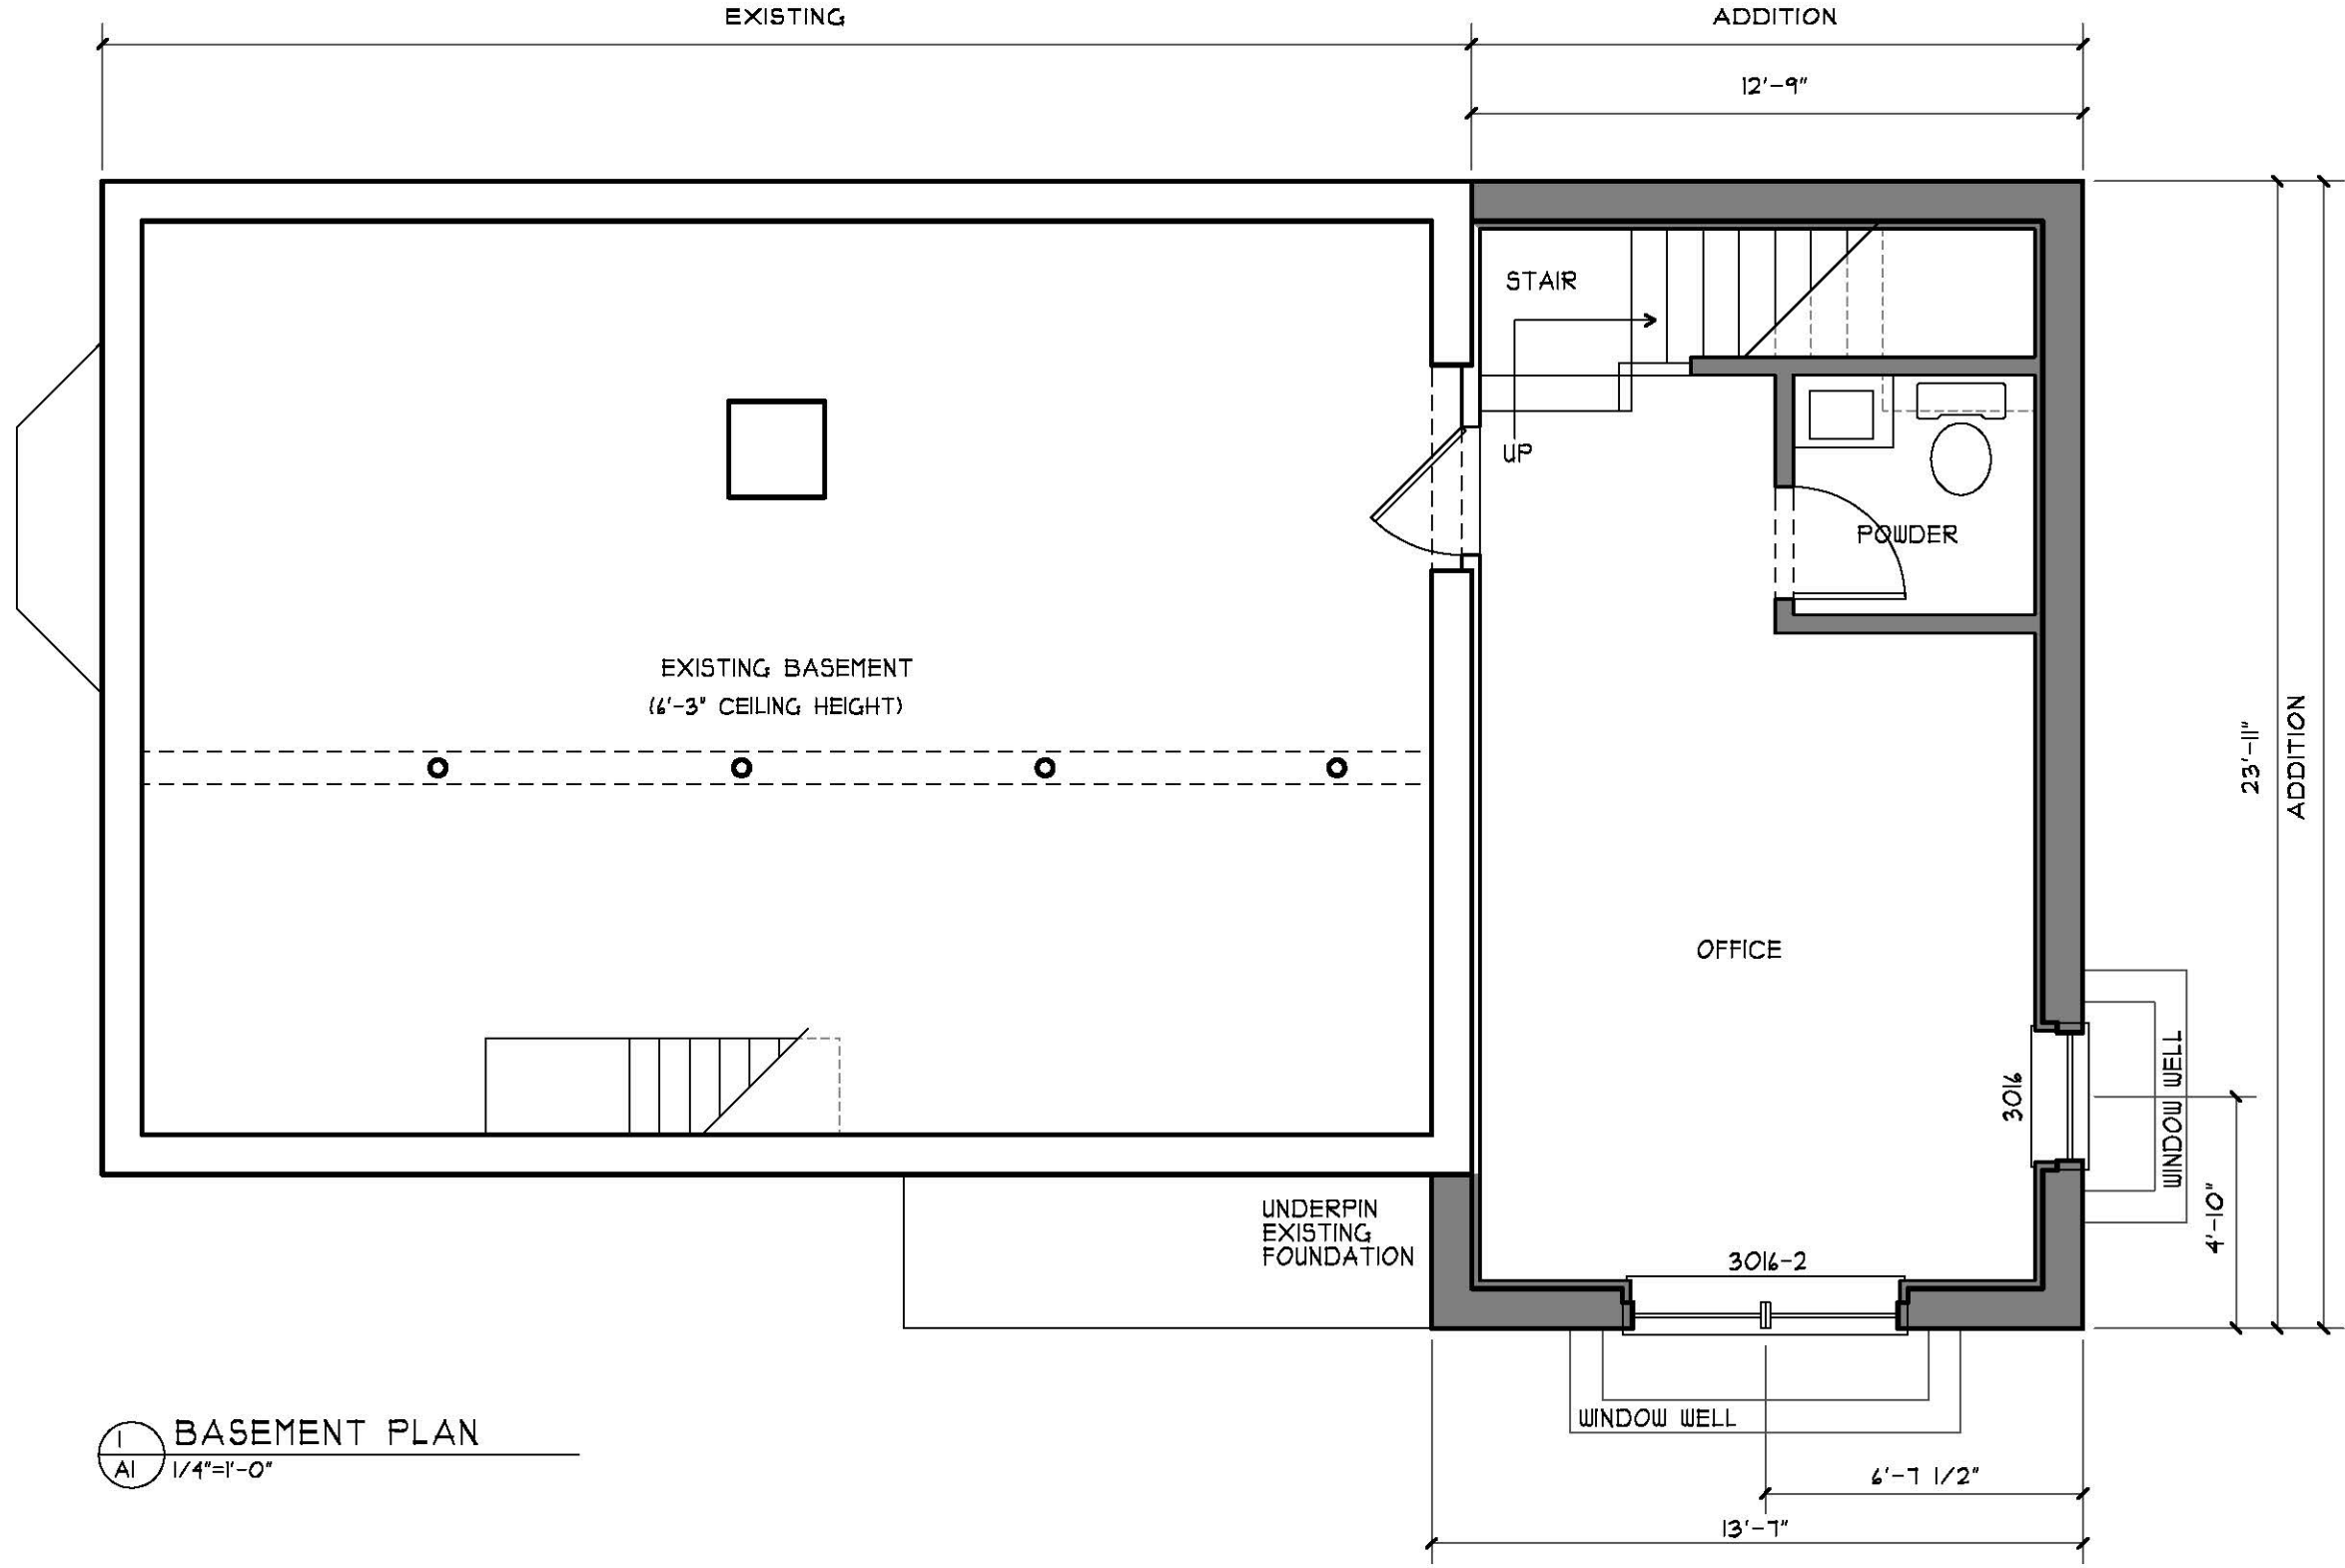 EXISTING
ADDITION
12'-9"
STAIR
UP
POWDER
EXISTING BASEMENT
(6'-3" CEILING HEIGHT)
23'-11"
ADDITION
OFFICE
3016
WINDOW WELL
4'-10"
UNDERPIN
EXISTING
FOUNDATION
3016-2
WINDOW WELL
1
A1
BASEMENT PLAN
1/4"=1'-0"
6'-7 1/2"
13'-7"